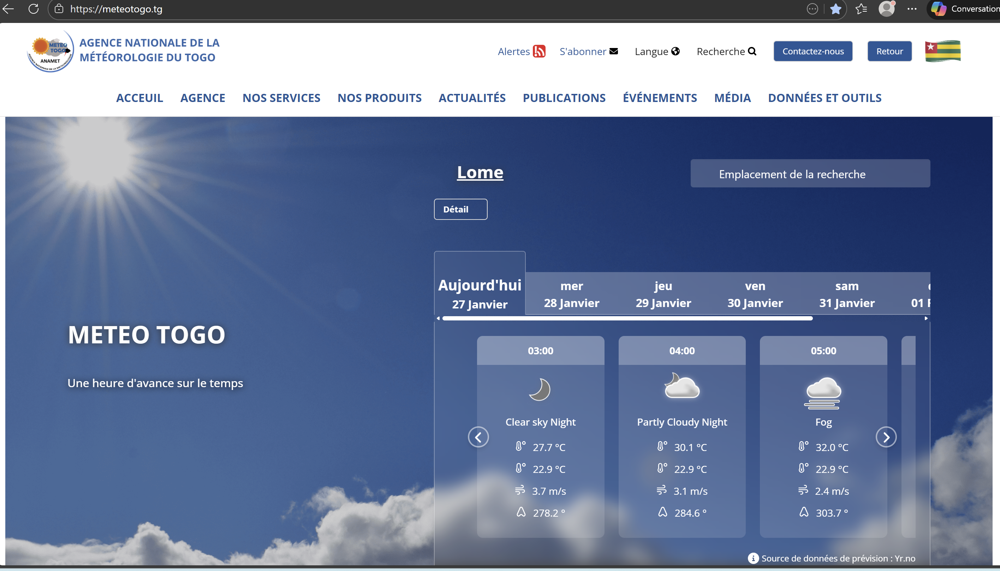 https://meteotogo.tg
Conversation
METEO
TOGO
ANAMET
AGENCE NATIONALE DE LA METEOROLOGIE
AGENCE NATIONALE DE LA
MÉTÉOROLOGIE DU TOGO
Alertes
S'abonner
Langue
Recherche
Contactez-nous
Retour
ACCEUIL AGENCE NOS SERVICES NOS PRODUITS ACTUALITÉS PUBLICATIONS ÉVÉNEMENTS MÉDIA DONNÉES ET OUTILS
Lome
Emplacement de la recherche
Détail
Aujourd'hui
27 Janvier
mer
28 Janvier
jeu
29 Janvier
ven
30 Janvier
sam
31 Janvier
01
METEO TOGO
Une heure d'avance sur le temps
03:00
Clear sky Night
27.7 °C
22.9 °C
3.7 m/s
278.2 °
04:00
Partly Cloudy Night
30.1 °C
22.9 °C
3.1 m/s
284.6 °
05:00
Fog
32.0 °C
22.9 °C
2.4 m/s
303.7 °
Source de données de prévision : Yr.no